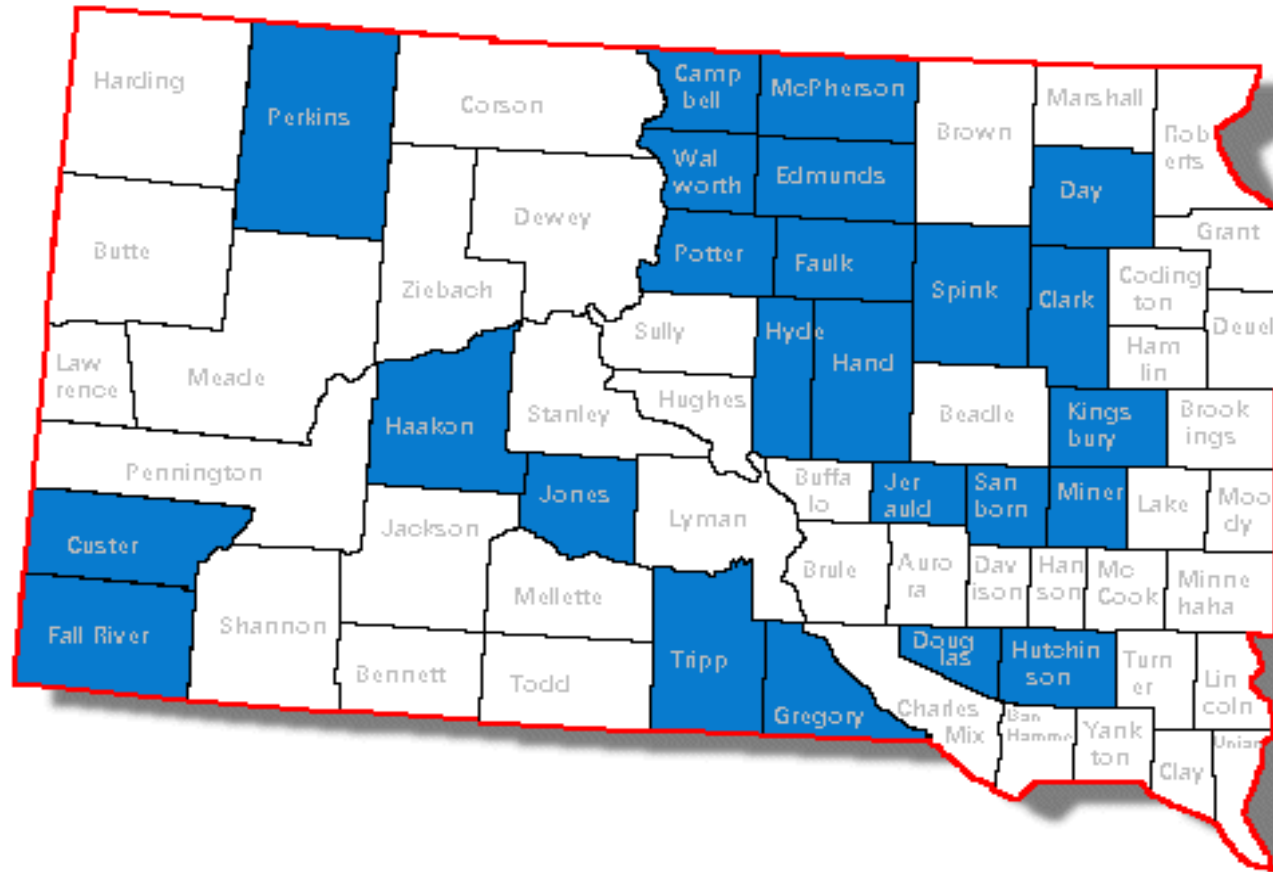 Harding
Perkins
Corson
Camp
bell
McPherson
Brown
Marshall
Rob
erts
Wal
worth
Edmunds
Day
Butte
Dewey
Ziebach
Potter
Faulk
Spink
Clark
Grant
Coding
ton
Deuel
Law
rence
Meade
Sully
Hyde
Hand
Ham
lin
Haakon
Stanley
Hughes
Beadle
Kings
bury
Brook
ings
Pennington
Jones
Lyman
Buffa
lo
Jer
auld
San
born
Miner
Lake
Moo
dy
Custer
Jackson
Mellette
Brule
Auro
ra
Dav
ison
Han
son
Mc
Cook
Minne
haha
Fall River
Shannon
Bennett
Todd
Tripp
Gregory
Charles
Mix
Doug
las
Hutchin
son
Turn
er
Lin
coln
Bon
Homme
Yank
ton
Clay
Union